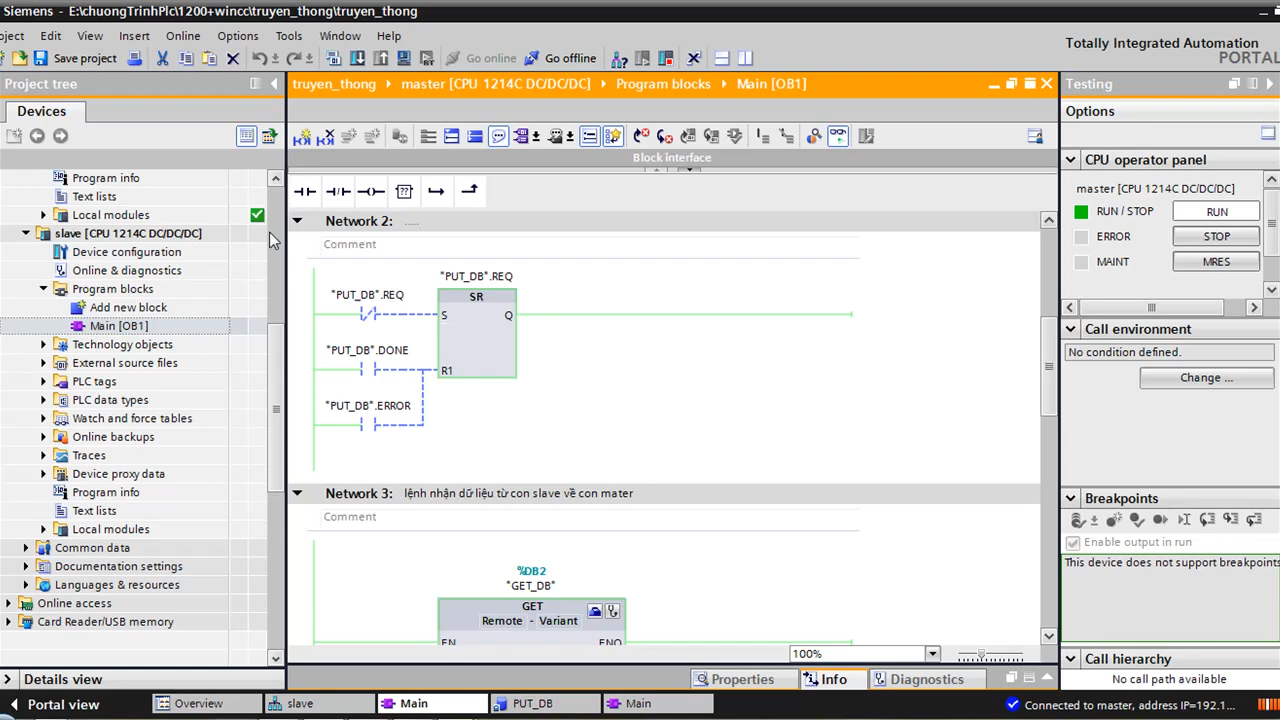 Siemens - E:\chuongTrinhPlc\1200+wincc\truyen_thong\truyen_thong
oject Edit View Insert Online Options Tools Window Help
Save project Go online Go offline
Totally Integrated Automation
PORTAL
Project tree
truyen_thong master [CPU 1214C DC/DC/DC] Program blocks Main [OB1]
Testing
Devices
Options
Block interface
Program info
Text lists
Local modules
slave [CPU 1214C DC/DC/DC]
Device configuration
Online & diagnostics
Program blocks
Add new block
Main [OB1]
Technology objects
External source files
PLC tags
PLC data types
Watch and force tables
Online backups
Traces
Device proxy data
Program info
Text lists
Local modules
Common data
Documentation settings
Languages & resources
Online access
Card Reader/USB memory
Details view
??
Network 2: .....
Comment
"PUT_DB".REQ
"PUT_DB".REQ
SR
S Q
"PUT_DB".DONE
R1
"PUT_DB".ERROR
Network 3: lệnh nhận dữ liệu từ con slave về con mater
Comment
%DB2
"GET_DB"
GET
Remote - Variant
EN ENO
100%
Properties Info Diagnostics
CPU operator panel
master [CPU 1214C DC/DC/DC]
RUN / STOP RUN
ERROR STOP
MAINT MRES
Call environment
No condition defined.
Change ...
Breakpoints
Enable output in run
This device does not support breakpoints
Call hierarchy
No call path available
Portal view Overview slave Main PUT_DB Main Connected to master, address IP=192.1...